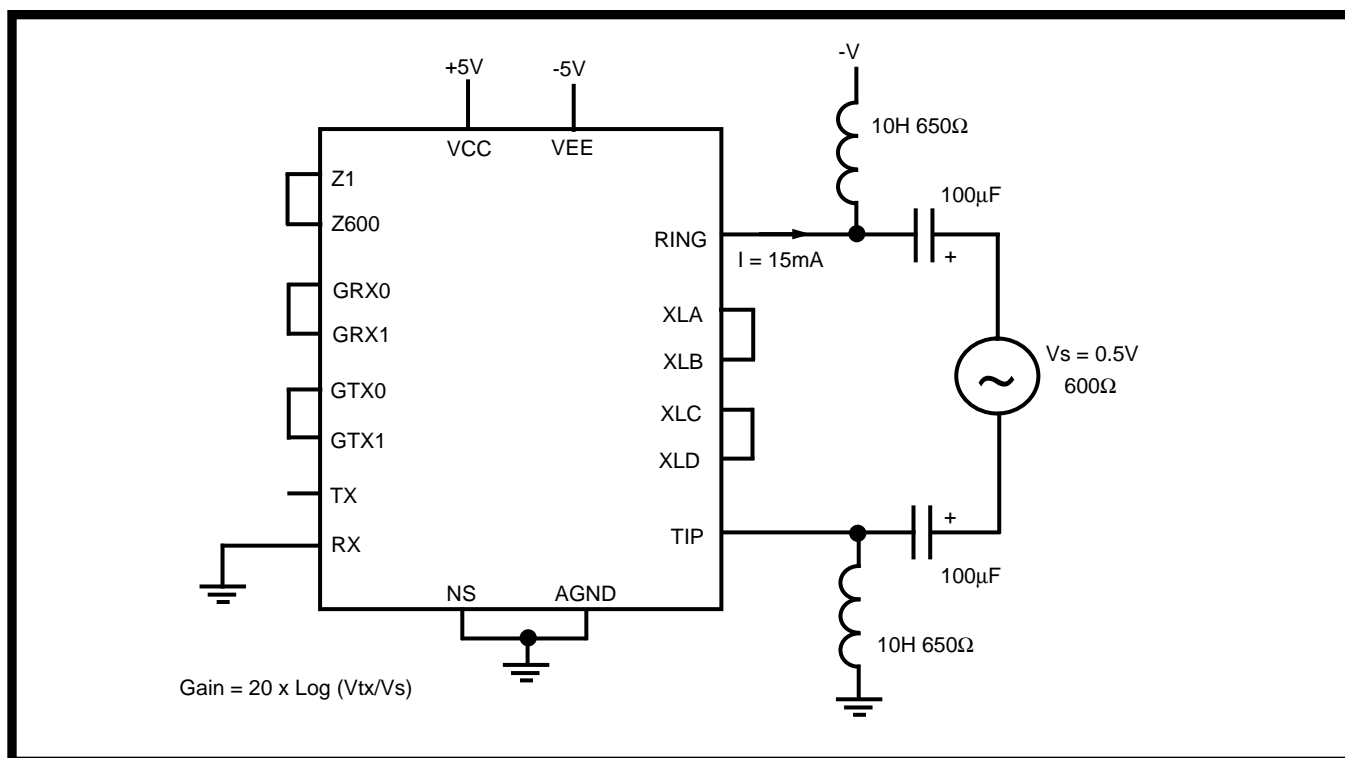 +5V
-5V
-V
VCC
VEE
10H 650Ω
Z1
Z600
100µF
+
RING
I = 15mA
GRX0
GRX1
XLA
XLB
Vs = 0.5V
600Ω
~
GTX0
GTX1
XLC
XLD
TX
RX
TIP
+
100µF
NS
AGND
10H 650Ω
Gain = 20 x Log (Vtx/Vs)